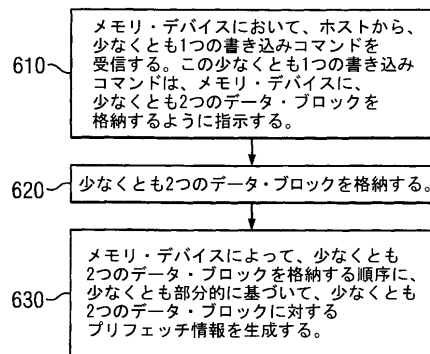 610
メモリ・デバイスにおいて、ホストから、
少なくとも1つの書き込みコマンドを
受信する。この少なくとも1つの書き込み
コマンドは、メモリ・デバイスに、
少なくとも2つのデータ・ブロックを
格納するように指示する。
620
少なくとも2つのデータ・ブロックを格納する。
630
メモリ・デバイスによって、少なくとも
2つのデータ・ブロックを格納する順序に、
少なくとも部分的に基づいて、少なくとも
2つのデータ・ブロックに対する
プリフェッチ情報を生成する。